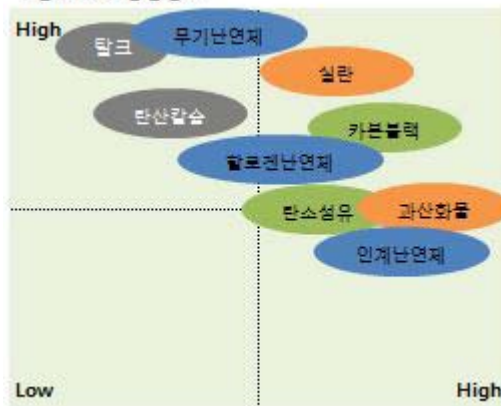 High
탈크
무기난연제
실란
탄산칼슘
카본블랙
할로겐난연제
탄소섬유
과산화물
인계난연제
Low
High